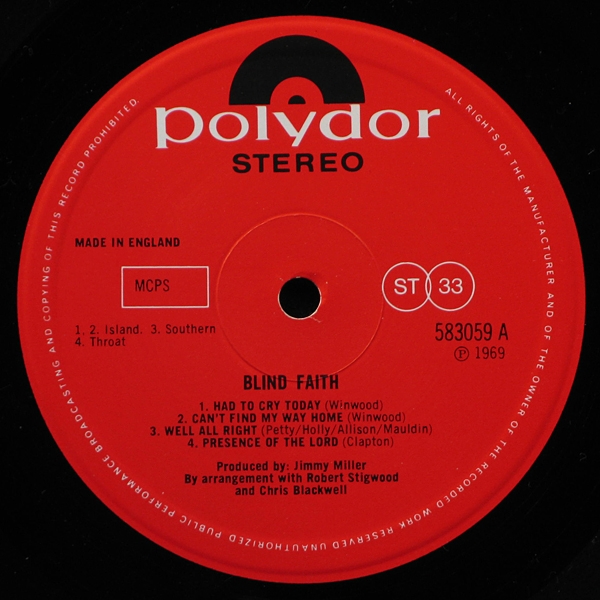 polydor
STEREO
MADE IN ENGLAND
MCPS
ST 33
1. 2. Island. 3. Southern
4. Throat
583059 A
Ⓟ 1969
BLIND FAITH
1. HAD TO CRY TODAY (Winwood)
2. CAN'T FIND MY WAY HOME (Winwood)
3. WELL ALL RIGHT (Petty/Holly/Allison/Mauldin)
4. PRESENCE OF THE LORD (Clapton)
Produced by: Jimmy Miller
By arrangement with Robert Stigwood
and Chris Blackwell
ALL RIGHTS OF THE MANUFACTURER AND OF THE OWNER OF THE RECORDED WORK RESERVED UNAUTHORIZED PUBLIC PERFORMANCE BROADCASTING AND COPYING OF THIS RECORD PROHIBITED.